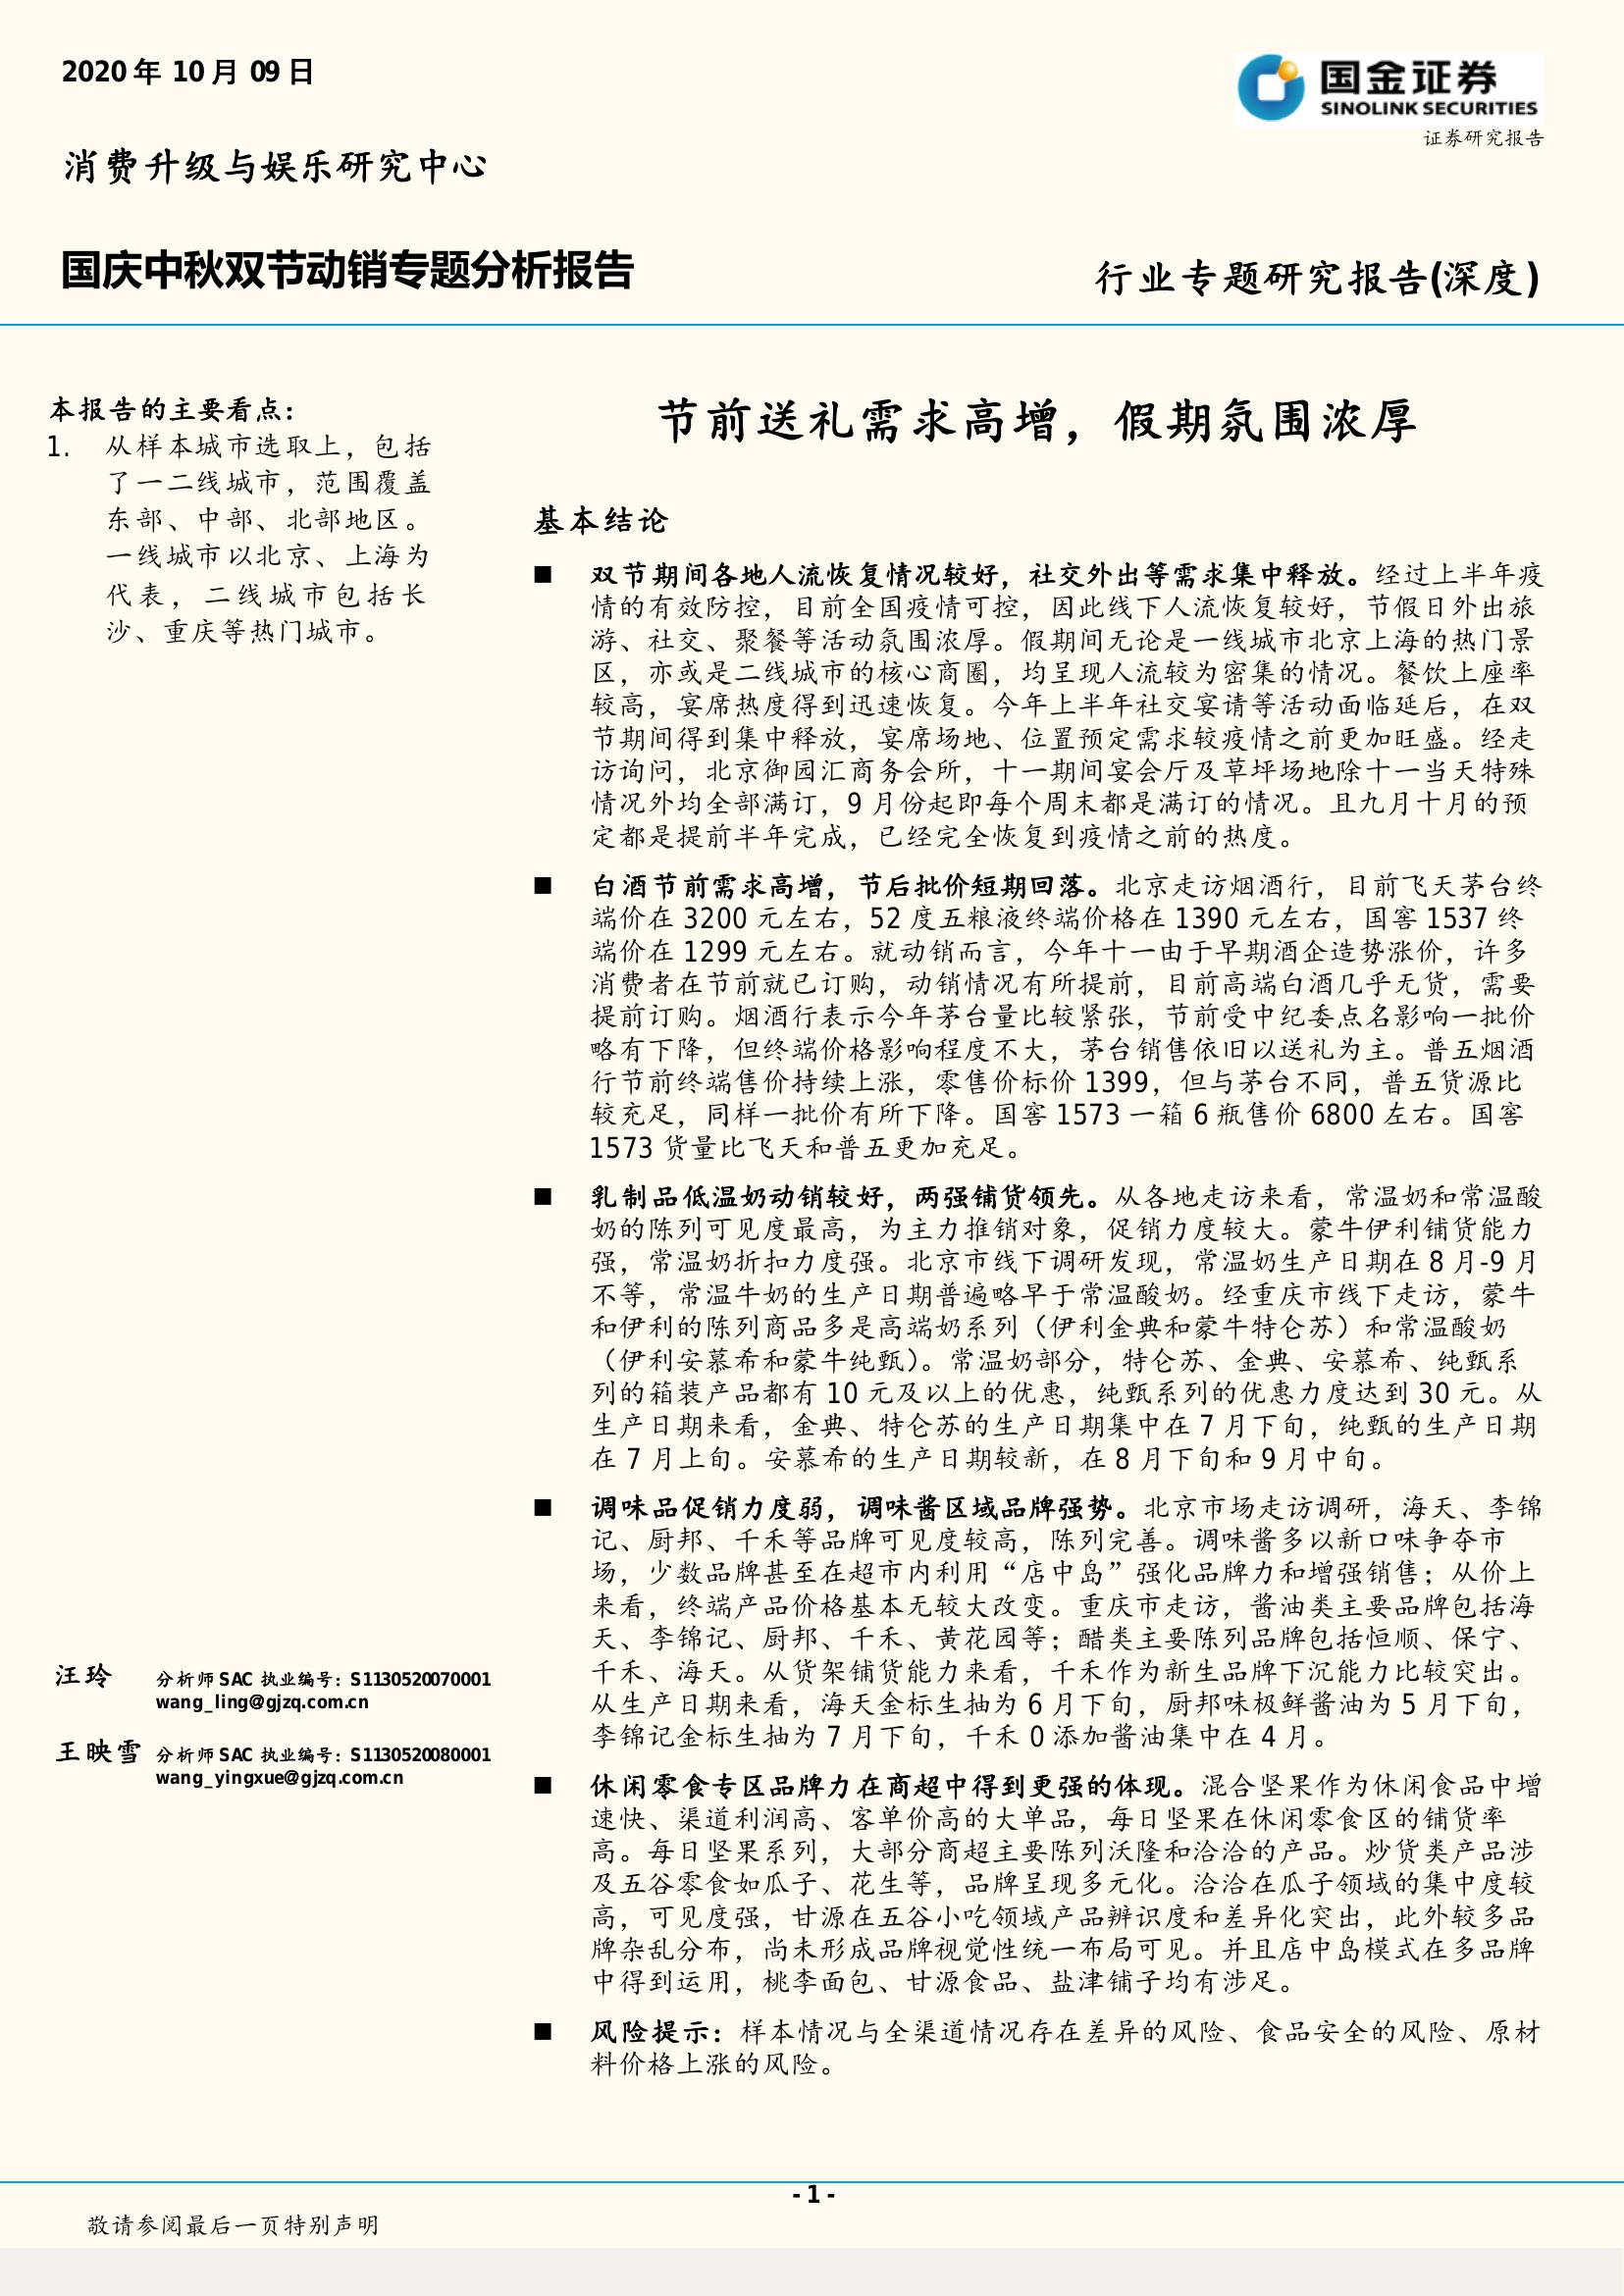 2020 年 10 月 09 日
国金证券
SINOLINK SECURITIES
证券研究报告
消费升级与娱乐研究中心
国庆中秋双节动销专题分析报告
行业专题研究报告(深度)
本报告的主要看点：
1. 从样本城市选取上，包括
了一二线城市，范围覆盖
东部、中部、北部地区。
一线城市以北京、上海为
代表，二线城市包括长
沙、重庆等热门城市。
汪玲 分析师 SAC 执业编号：S1130520070001
wang_ling@gjzq.com.cn
王映雪 分析师 SAC 执业编号：S1130520080001
wang_yingxue@gjzq.com.cn
节前送礼需求高增，假期氛围浓厚
基本结论
■ 双节期间各地人流恢复情况较好，社交外出等需求集中释放。经过上半年疫
情的有效防控，目前全国疫情可控，因此线下人流恢复较好，节假日外出旅
游、社交、聚餐等活动氛围浓厚。假期间无论是一线城市北京上海的热门景
区，亦或是二线城市的核心商圈，均呈现人流较为密集的情况。餐饮上座率
较高，宴席热度得到迅速恢复。今年上半年社交宴请等活动面临延后，在双
节期间得到集中释放，宴席场地、位置预定需求较疫情之前更加旺盛。经走
访询问，北京御园汇商务会所，十一期间宴会厅及草坪场地除十一当天特殊
情况外均全部满订，9 月份起即每个周末都是满订的情况。且九月十月的预
定都是提前半年完成，已经完全恢复到疫情之前的热度。
■ 白酒节前需求高增，节后批价短期回落。北京走访烟酒行，目前飞天茅台终
端价在 3200 元左右，52 度五粮液终端价格在 1390 元左右，国窖 1537 终
端价在 1299 元左右。就动销而言，今年十一由于早期酒企造势涨价，许多
消费者在节前就已订购，动销情况有所提前，目前高端白酒几乎无货，需要
提前订购。烟酒行表示今年茅台量比较紧张，节前受中纪委点名影响一批价
略有下降，但终端价格影响程度不大，茅台销售依旧以送礼为主。普五烟酒
行节前终端售价持续上涨，零售价标价 1399，但与茅台不同，普五货源比
较充足，同样一批价有所下降。国窖 1573 一箱 6 瓶售价 6800 左右。国窖
1573 货量比飞天和普五更加充足。
■ 乳制品低温奶动销较好，两强铺货领先。从各地走访来看，常温奶和常温酸
奶的陈列可见度最高，为主力推销对象，促销力度较大。蒙牛伊利铺货能力
强，常温奶折扣力度强。北京市线下调研发现，常温奶生产日期在 8 月-9 月
不等，常温牛奶的生产日期普遍略早于常温酸奶。经重庆市线下走访，蒙牛
和伊利的陈列商品多是高端奶系列（伊利金典和蒙牛特仑苏）和常温酸奶
（伊利安慕希和蒙牛纯甄）。常温奶部分，特仑苏、金典、安慕希、纯甄系
列的箱装产品都有 10 元及以上的优惠，纯甄系列的优惠力度达到 30 元。从
生产日期来看，金典、特仑苏的生产日期集中在 7 月下旬，纯甄的生产日期
在 7 月上旬。安慕希的生产日期较新，在 8 月下旬和 9 月中旬。
■ 调味品促销力度弱，调味酱区域品牌强势。北京市场走访调研，海天、李锦
记、厨邦、千禾等品牌可见度较高，陈列完善。调味酱多以新口味争夺市
场，少数品牌甚至在超市内利用“店中岛”强化品牌力和增强销售；从价上
来看，终端产品价格基本无较大改变。重庆市走访，酱油类主要品牌包括海
天、李锦记、厨邦、千禾、黄花园等；醋类主要陈列品牌包括恒顺、保宁、
千禾、海天。从货架铺货能力来看，千禾作为新生品牌下沉能力比较突出。
从生产日期来看，海天金标生抽为 6 月下旬，厨邦味极鲜酱油为 5 月下旬，
李锦记金标生抽为 7 月下旬，千禾 0 添加酱油集中在 4 月。
■ 休闲零食专区品牌力在商超中得到更强的体现。混合坚果作为休闲食品中增
速快、渠道利润高、客单价高的大单品，每日坚果在休闲零食区的铺货率
高。每日坚果系列，大部分商超主要陈列沃隆和洽洽的产品。炒货类产品涉
及五谷零食如瓜子、花生等，品牌呈现多元化。洽洽在瓜子领域的集中度较
高，可见度强，甘源在五谷小吃领域产品辨识度和差异化突出，此外较多品
牌杂乱分布，尚未形成品牌视觉性统一布局可见。并且店中岛模式在多品牌
中得到运用，桃李面包、甘源食品、盐津铺子均有涉足。
■ 风险提示：样本情况与全渠道情况存在差异的风险、食品安全的风险、原材
料价格上涨的风险。
- 1 -
敬请参阅最后一页特别声明